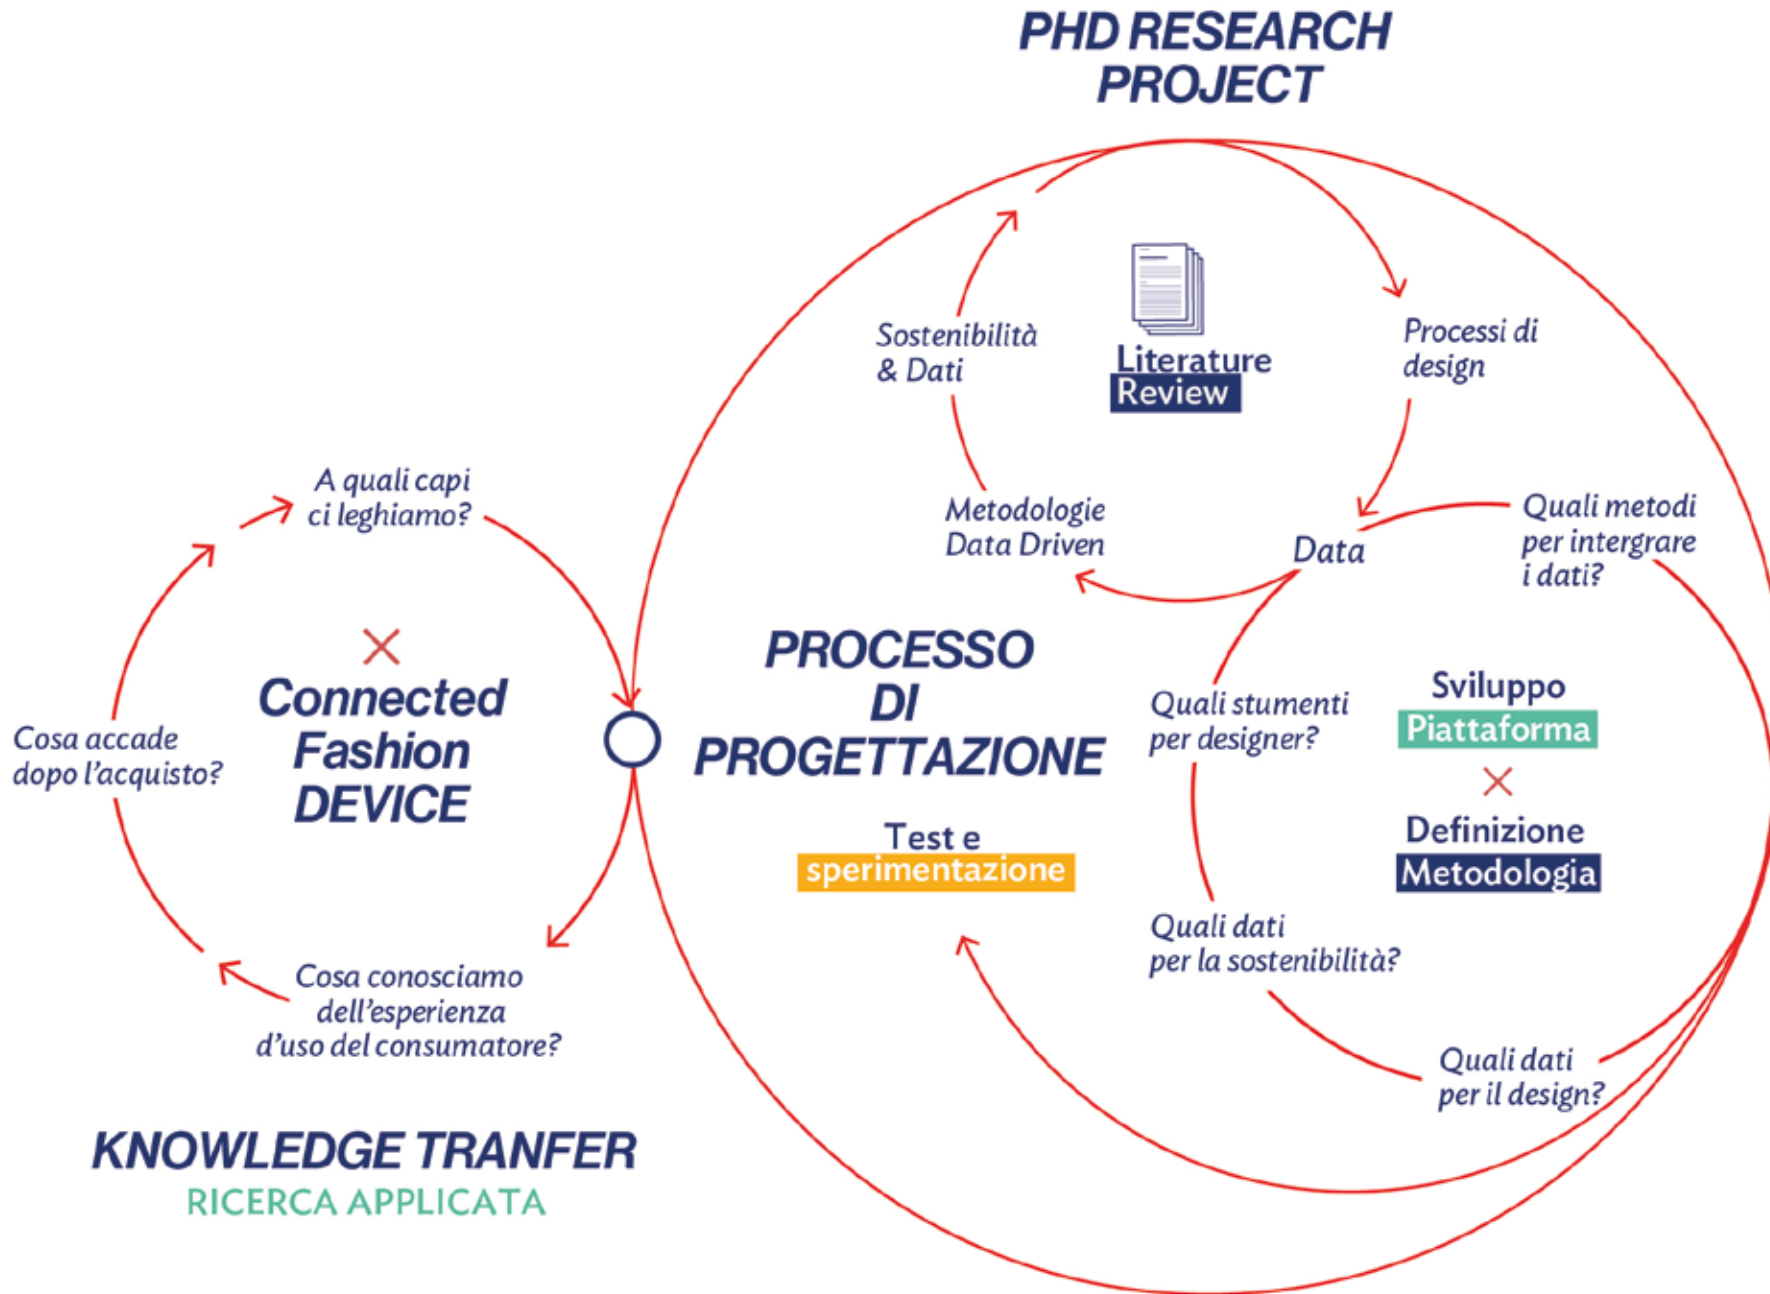 PHD RESEARCH
PROJECT
Literature
Review
Sostenibilità
& Dati
Processi di
design
Metodologie
Data Driven
Data
Quali metodi
per intergrare
i dati?
A quali capi
ci leghiamo?
Connected
Fashion
DEVICE
Cosa accade
dopo l'acquisto?
Cosa conosciamo
dell'esperienza
d'uso del consumatore?
PROCESSO
DI
PROGETTAZIONE
Test e
sperimentazione
Quali stumenti
per designer?
Sviluppo
Piattaforma
Definizione
Metodologia
Quali dati
per la sostenibilità?
Quali dati
per il design?
KNOWLEDGE TRANFER
RICERCA APPLICATA